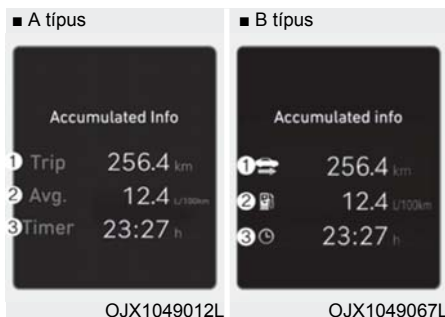 ■ A típus
Accumulated Info
1 Trip 256.4 km
2 Avg. 12.4 L/100km
3 Timer 23:27 h
OJX1049012L
■ B típus
Accumulated info
1 256.4 km
2 12.4 L/100km
3 23:27 h
OJX1049067L